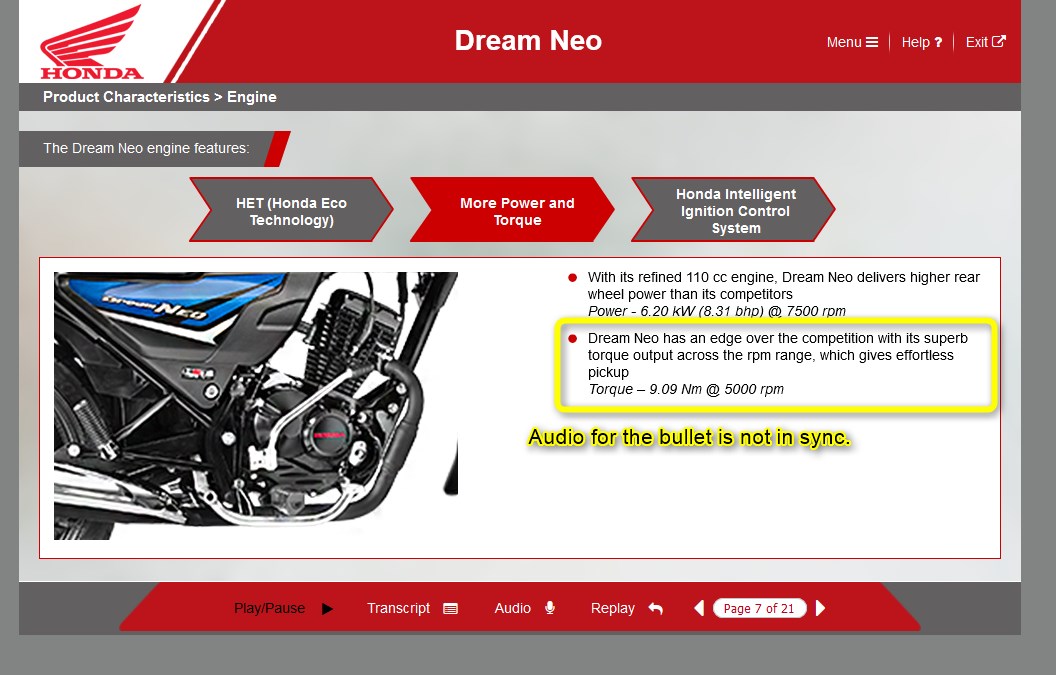 HONDA
Dream Neo
Menu
Help ?
Exit
Product Characteristics > Engine
The Dream Neo engine features:
HET (Honda Eco
Technology)
More Power and
Torque
Honda Intelligent
Ignition Control
System
Dream NEO
HONDA
With its refined 110 cc engine, Dream Neo delivers higher rear
wheel power than its competitors
Power - 6.20 kW (8.31 bhp) @ 7500 rpm
Dream Neo has an edge over the competition with its superb
torque output across the rpm range, which gives effortless
pickup
Torque – 9.09 Nm @ 5000 rpm
Audio for the bullet is not in sync.
Play/Pause
Transcript
Audio
Replay
Page 7 of 21